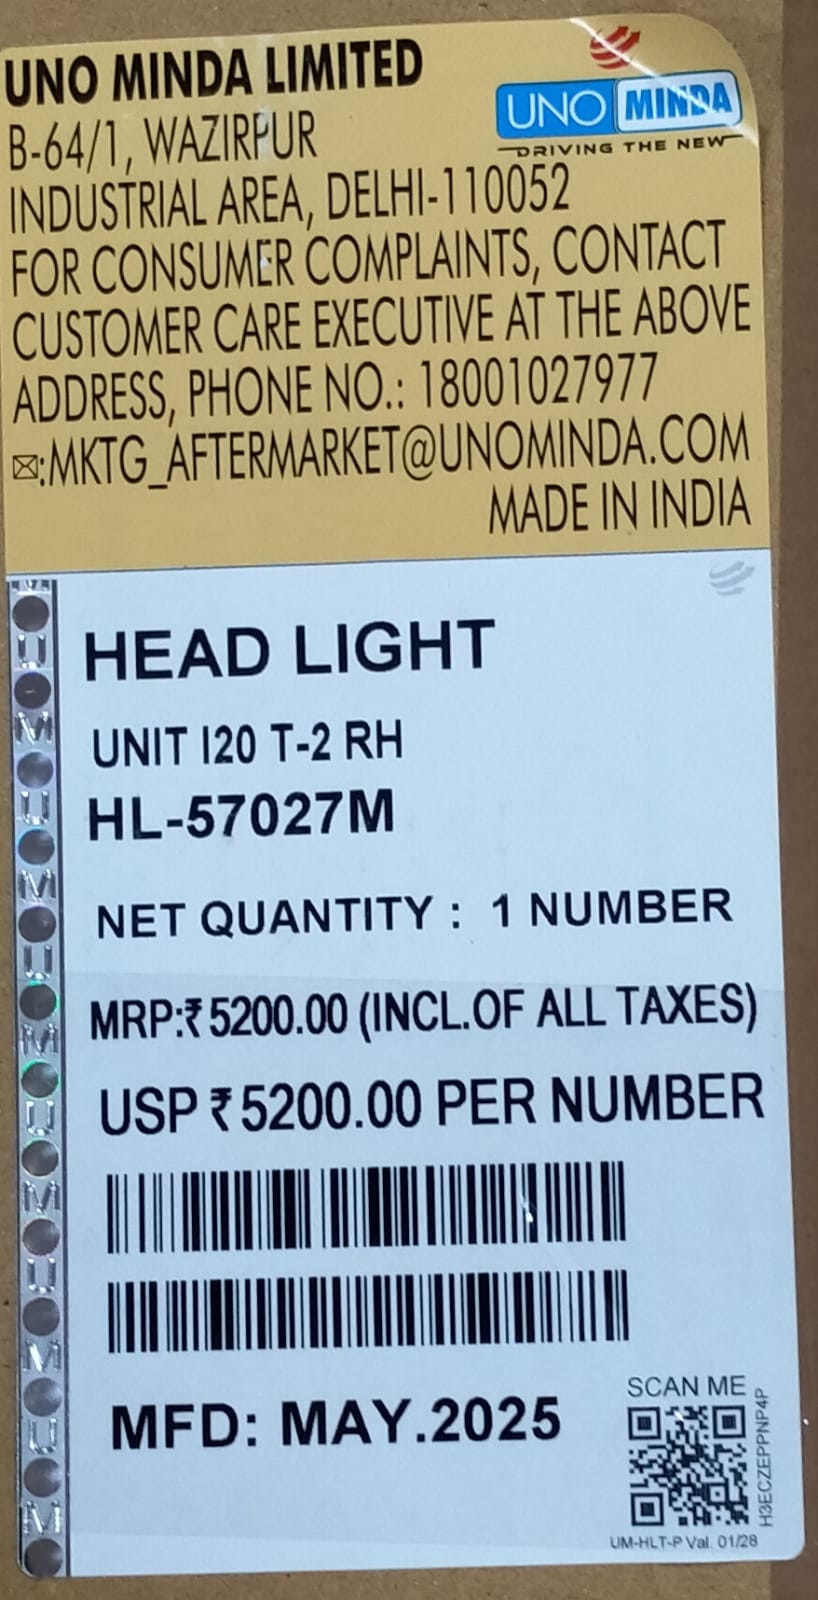 UNO MINDA LIMITED
UNO MINDA
DRIVING THE NEW
B-64/1, WAZIRPUR
INDUSTRIAL AREA, DELHI-110052
FOR CONSUMER COMPLAINTS, CONTACT
CUSTOMER CARE EXECUTIVE AT THE ABOVE
ADDRESS, PHONE NO.: 18001027977
✉:MKTG_AFTERMARKET@UNOMINDA.COM
MADE IN INDIA
HEAD LIGHT
UNIT I20 T-2 RH
HL-57027M
NET QUANTITY : 1 NUMBER
MRP:₹5200.00 (INCL.OF ALL TAXES)
USP ₹5200.00 PER NUMBER
MFD: MAY.2025
SCAN ME
H3ECZEPPNP4P
UM-HLT-P Val. 01/28